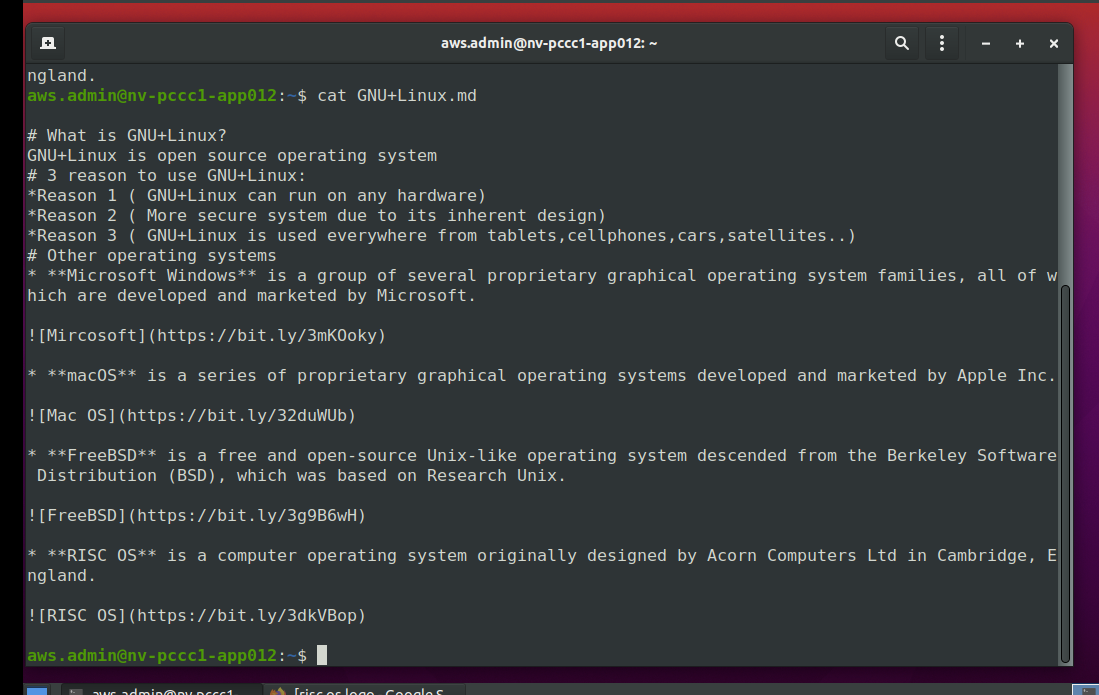 aws.admin@nv-pccc1-app012: ~
ngland.
aws.admin@nv-pccc1-app012:~$ cat GNU+Linux.md
# What is GNU+Linux?
GNU+Linux is open source operating system
# 3 reason to use GNU+Linux:
*Reason 1 ( GNU+Linux can run on any hardware)
*Reason 2 ( More secure system due to its inherent design)
*Reason 3 ( GNU+Linux is used everywhere from tablets,cellphones,cars,satellites..)
# Other operating systems
* **Microsoft Windows** is a group of several proprietary graphical operating system families, all of w
hich are developed and marketed by Microsoft.
![Mircosoft](https://bit.ly/3mKOoky)
* **macOS** is a series of proprietary graphical operating systems developed and marketed by Apple Inc.
![Mac OS](https://bit.ly/32duWUb)
* **FreeBSD** is a free and open-source Unix-like operating system descended from the Berkeley Software
Distribution (BSD), which was based on Research Unix.
![FreeBSD](https://bit.ly/3g9B6wH)
* **RISC OS** is a computer operating system originally designed by Acorn Computers Ltd in Cambridge, E
ngland.
![RISC OS](https://bit.ly/3dkVBop)
aws.admin@nv-pccc1-app012:~$
aws.admin@nv-pccc1- [risc os logo - Google S